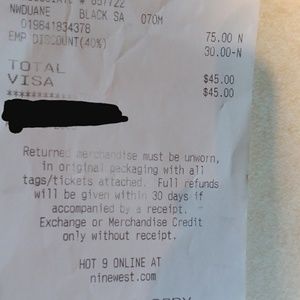 # 657722
NWDUANE / BLACK SA 070M
019841834378 75.00-N
EMP DISCOUNT(40%) 30.00-N
TOTAL $45.00
VISA $45.00
Returned merchandise must be unworn,
in original packaging with all
tags/tickets attached. Full refunds
will be given within 30 days if
accompanied by a receipt.
Exchange or Merchandise Credit
only without receipt.
HOT 9 ONLINE AT
ninewest.com